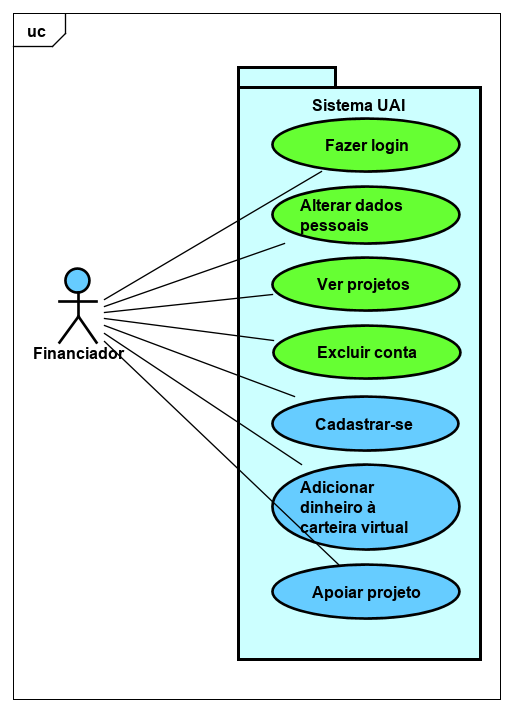 uc
Sistema UAI
Fazer login
Alterar dados
pessoais
Ver projetos
Financiador
Excluir conta
Cadastrar-se
Adicionar
dinheiro à
carteira virtual
Apoiar projeto